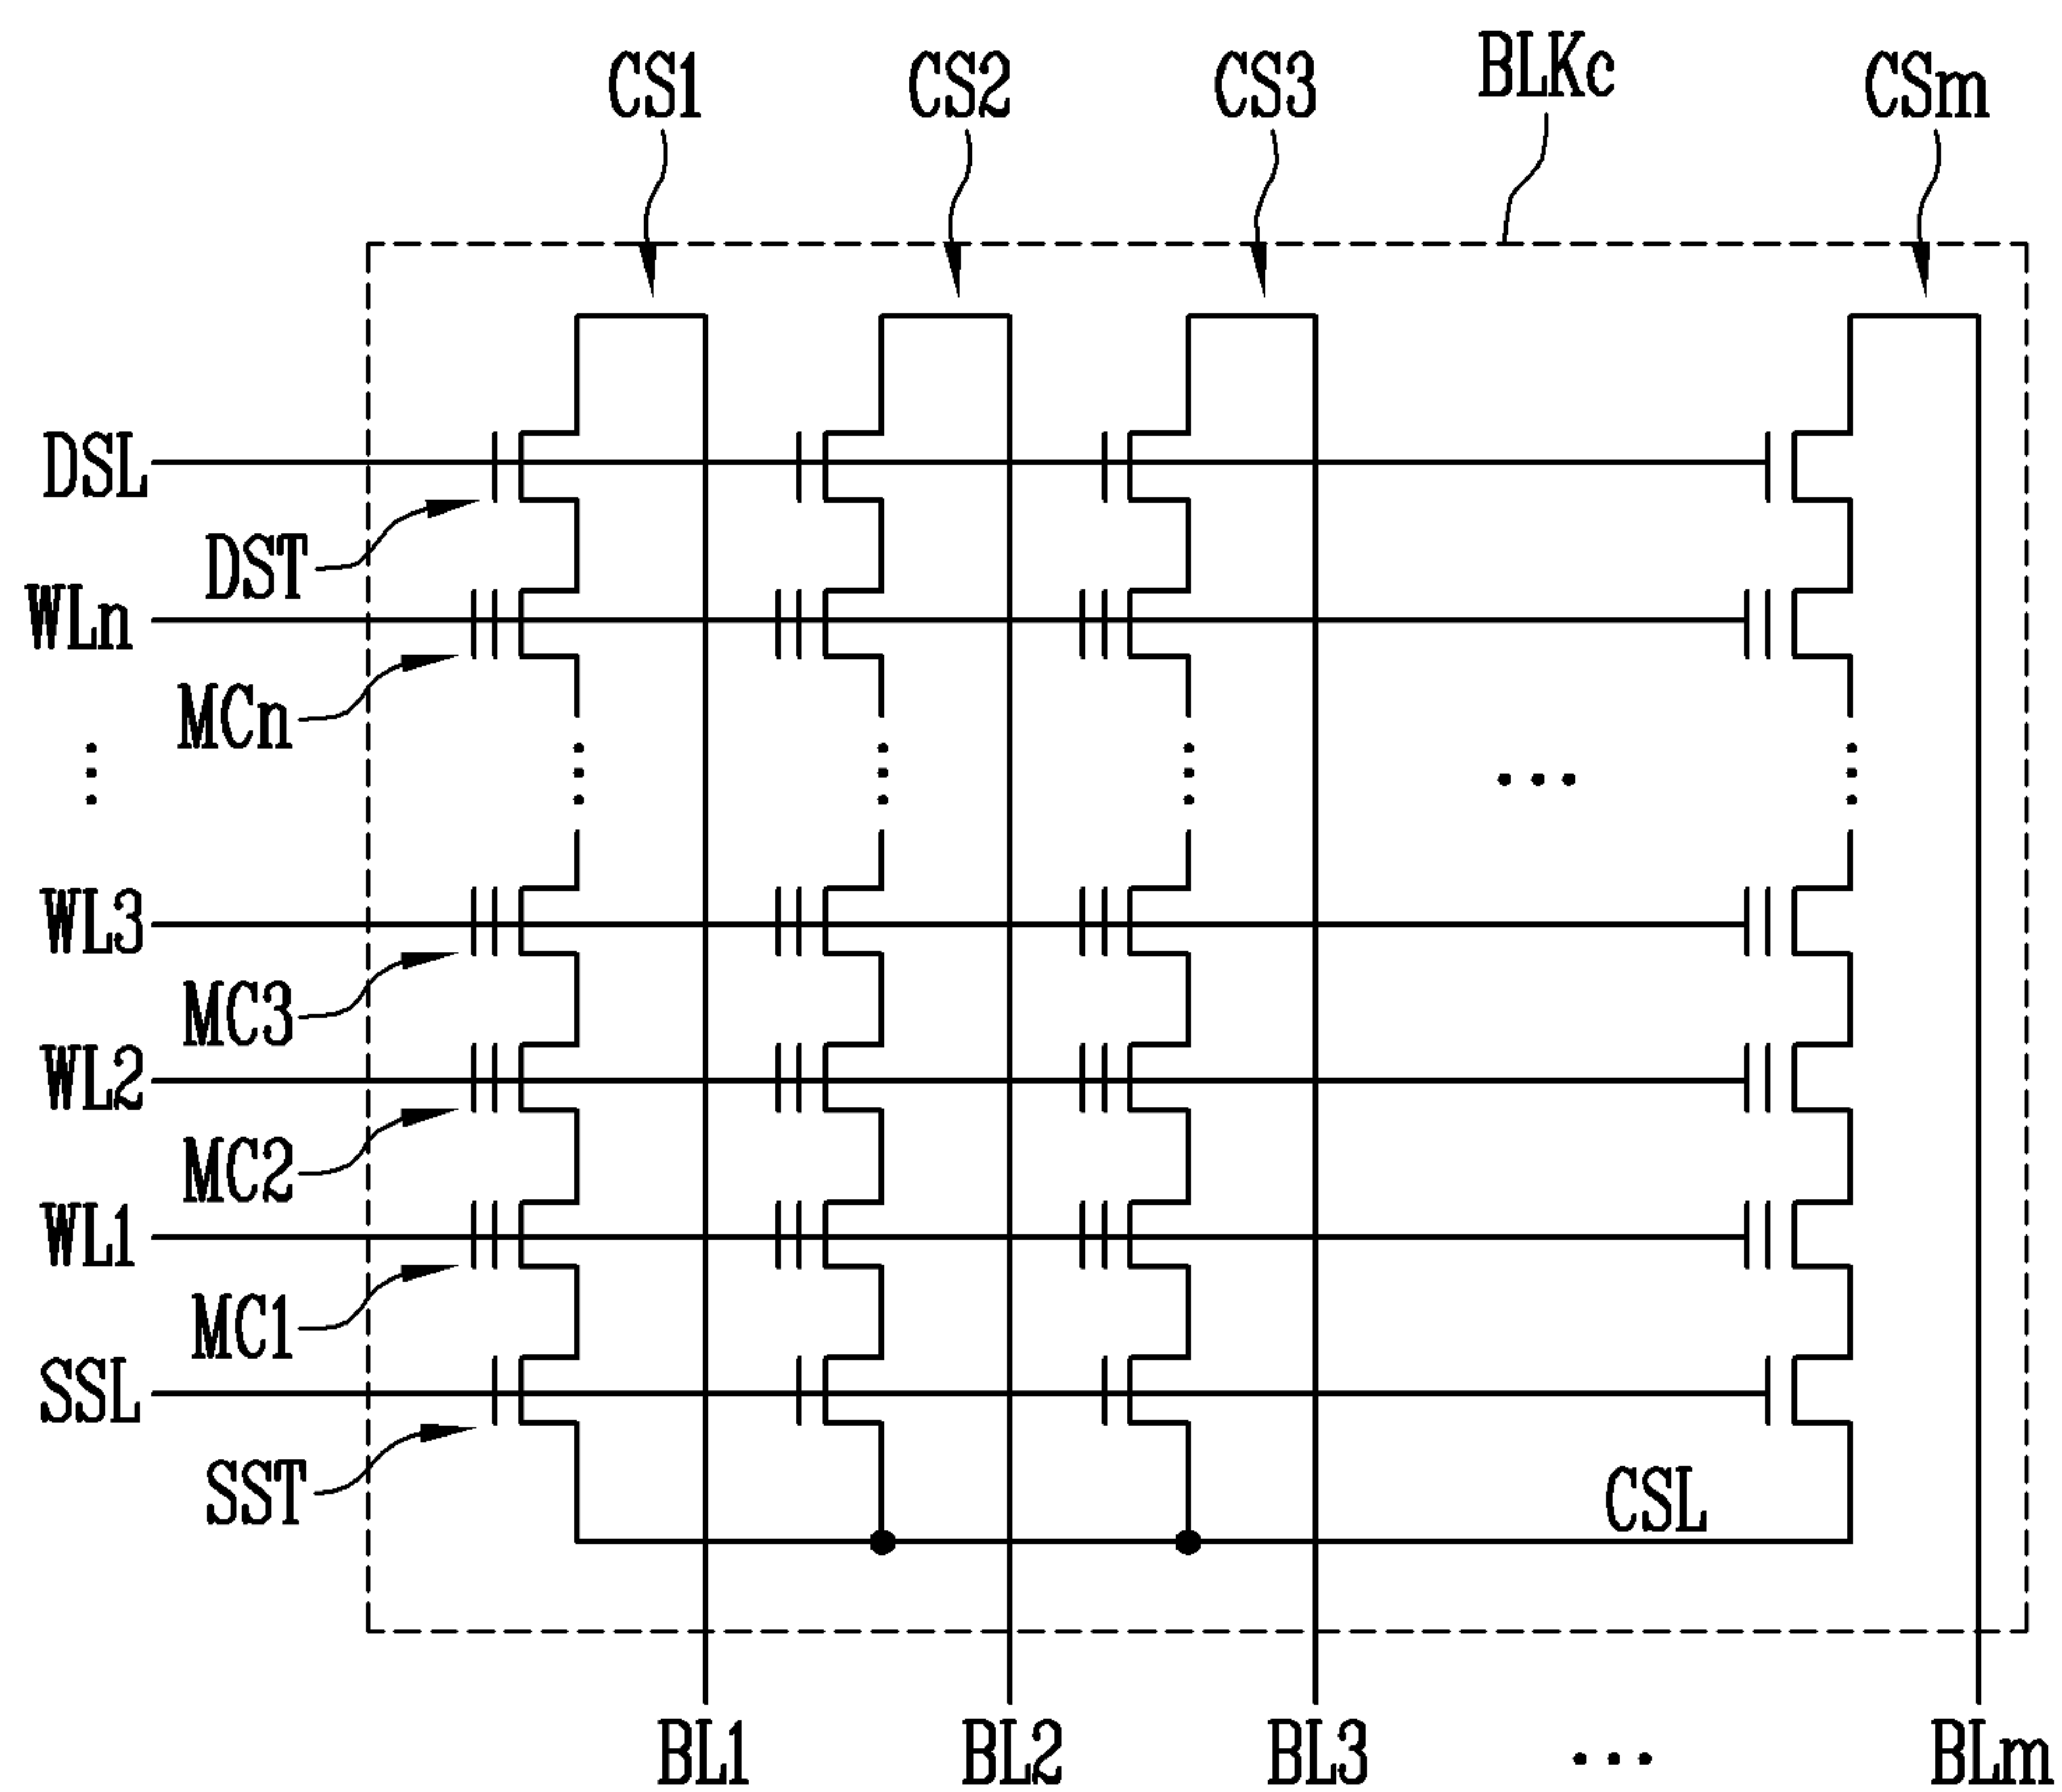 CS1 CS2 CS3 BLKc CSm
DSL
DST
WLn
MCn
WL3
MC3
WL2
MC2
WL1
MC1
SSL
SST
CSL
BL1 BL2 BL3 ... BLm